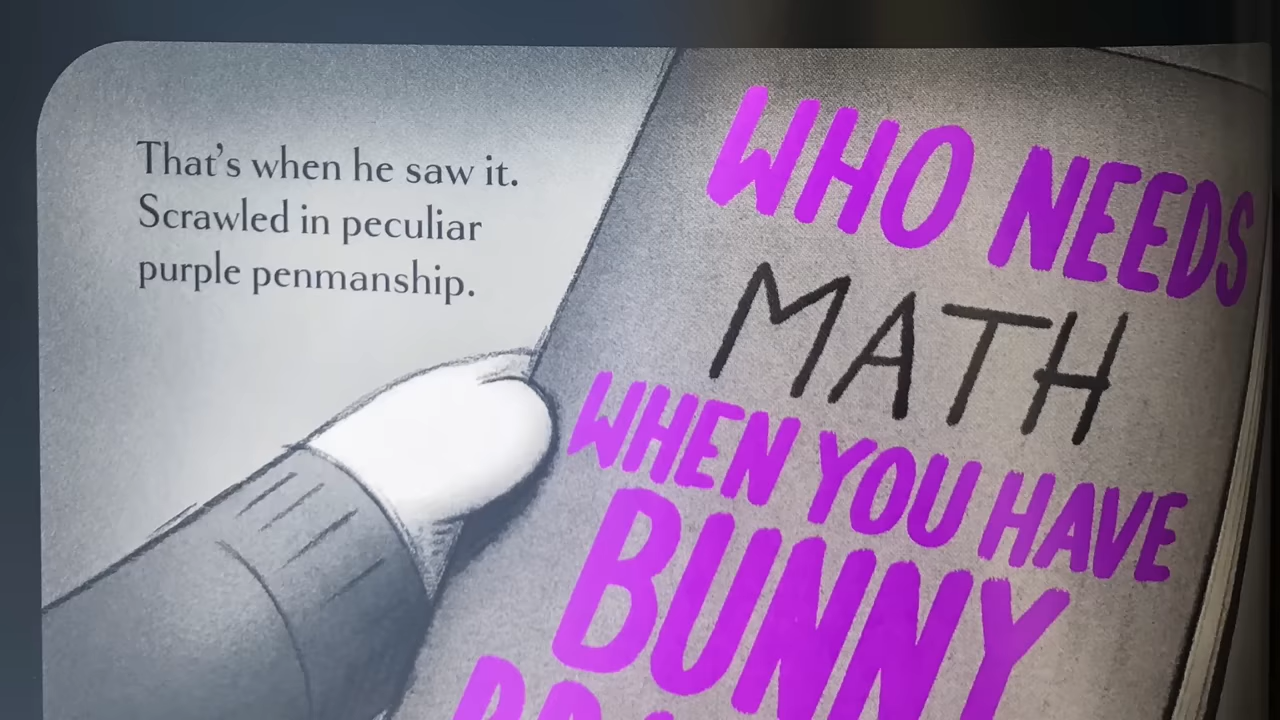 That's when he saw it.
Scrawled in peculiar
purple penmanship.
WHO NEEDS
MATH
WHEN YOU HAVE
BUNNY